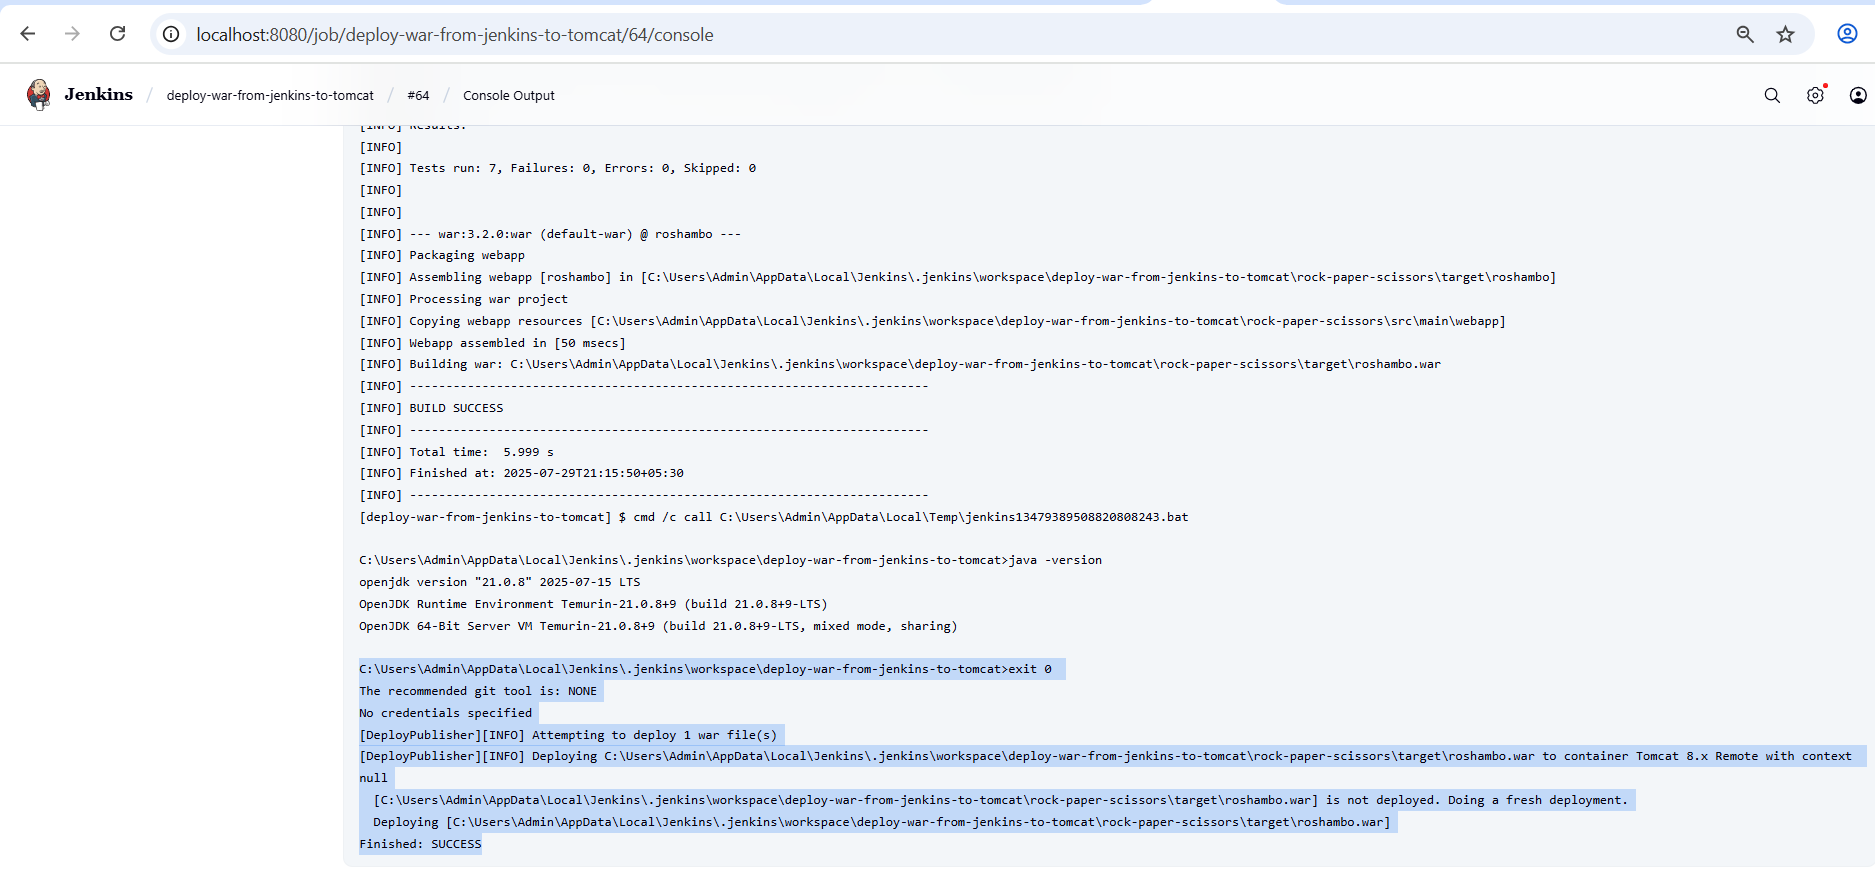 localhost:8080/job/deploy-war-from-jenkins-to-tomcat/64/console
Jenkins / deploy-war-from-jenkins-to-tomcat / #64 / Console Output
[INFO] Results:
[INFO]
[INFO] Tests run: 7, Failures: 0, Errors: 0, Skipped: 0
[INFO]
[INFO]
[INFO] --- war:3.2.0:war (default-war) @ roshambo ---
[INFO] Packaging webapp
[INFO] Assembling webapp [roshambo] in [C:\Users\Admin\AppData\Local\Jenkins\.jenkins\workspace\deploy-war-from-jenkins-to-tomcat\rock-paper-scissors\target\roshambo]
[INFO] Processing war project
[INFO] Copying webapp resources [C:\Users\Admin\AppData\Local\Jenkins\.jenkins\workspace\deploy-war-from-jenkins-to-tomcat\rock-paper-scissors\src\main\webapp]
[INFO] Webapp assembled in [50 msecs]
[INFO] Building war: C:\Users\Admin\AppData\Local\Jenkins\.jenkins\workspace\deploy-war-from-jenkins-to-tomcat\rock-paper-scissors\target\roshambo.war
[INFO] ------------------------------------------------------------------------
[INFO] BUILD SUCCESS
[INFO] ------------------------------------------------------------------------
[INFO] Total time:  5.999 s
[INFO] Finished at: 2025-07-29T21:15:50+05:30
[INFO] ------------------------------------------------------------------------
[deploy-war-from-jenkins-to-tomcat] $ cmd /c call C:\Users\Admin\AppData\Local\Temp\jenkins13479389508820808243.bat
C:\Users\Admin\AppData\Local\Jenkins\.jenkins\workspace\deploy-war-from-jenkins-to-tomcat>java -version
openjdk version "21.0.8" 2025-07-15 LTS
OpenJDK Runtime Environment Temurin-21.0.8+9 (build 21.0.8+9-LTS)
OpenJDK 64-Bit Server VM Temurin-21.0.8+9 (build 21.0.8+9-LTS, mixed mode, sharing)
C:\Users\Admin\AppData\Local\Jenkins\.jenkins\workspace\deploy-war-from-jenkins-to-tomcat>exit 0
The recommended git tool is: NONE
No credentials specified
[DeployPublisher][INFO] Attempting to deploy 1 war file(s)
[DeployPublisher][INFO] Deploying C:\Users\Admin\AppData\Local\Jenkins\.jenkins\workspace\deploy-war-from-jenkins-to-tomcat\rock-paper-scissors\target\roshambo.war to container Tomcat 8.x Remote with context
null
[C:\Users\Admin\AppData\Local\Jenkins\.jenkins\workspace\deploy-war-from-jenkins-to-tomcat\rock-paper-scissors\target\roshambo.war] is not deployed. Doing a fresh deployment.
Deploying [C:\Users\Admin\AppData\Local\Jenkins\.jenkins\workspace\deploy-war-from-jenkins-to-tomcat\rock-paper-scissors\target\roshambo.war]
Finished: SUCCESS